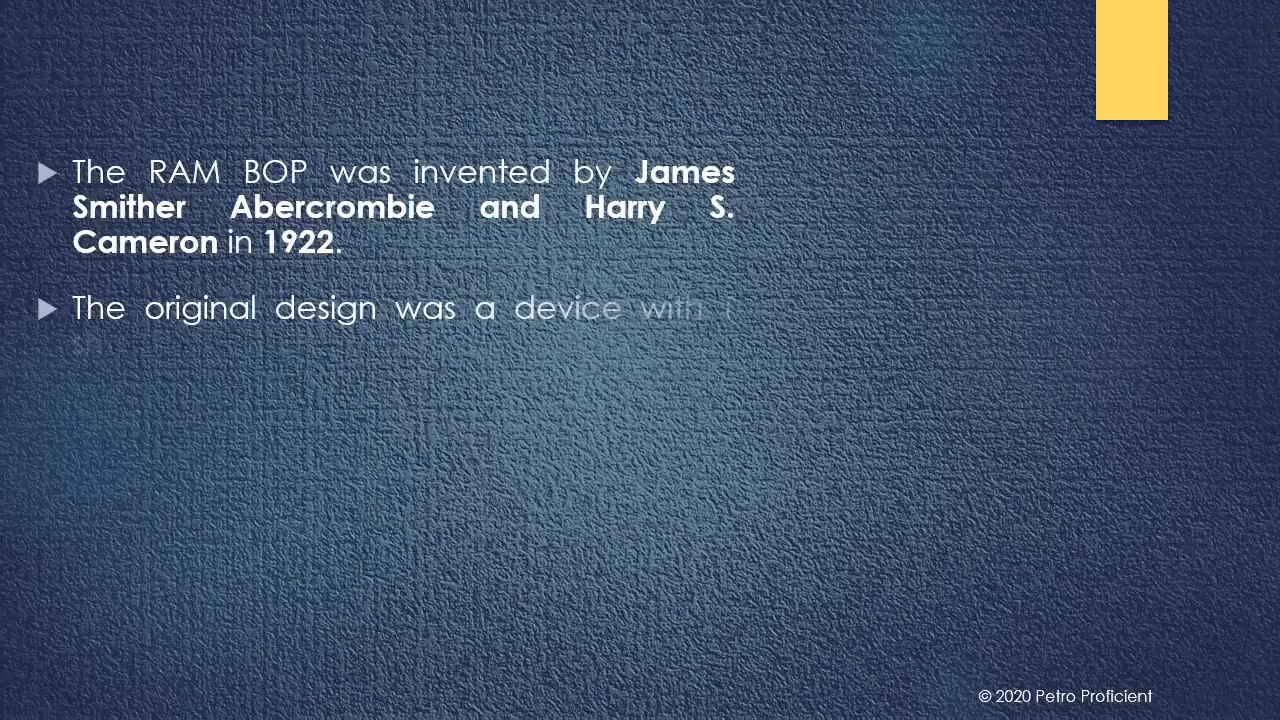 The RAM BOP was invented by James
Smither Abercrombie and Harry S.
Cameron in 1922.
The original design was a device with
© 2020 Petro Proficient